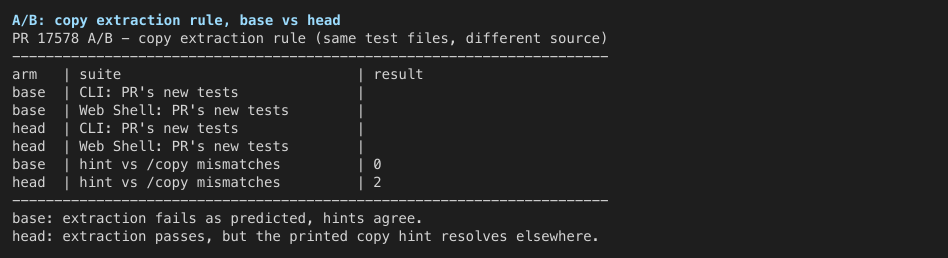 A/B: copy extraction rule, base vs head
PR 17578 A/B - copy extraction rule (same test files, different source)
------------------------------------------------------------------
arm | suite | result
base | CLI: PR's new tests |
base | Web Shell: PR's new tests |
head | CLI: PR's new tests |
head | Web Shell: PR's new tests |
base | hint vs /copy mismatches | 0
head | hint vs /copy mismatches | 2
------------------------------------------------------------------
base: extraction fails as predicted, hints agree.
head: extraction passes, but the printed copy hint resolves elsewhere.